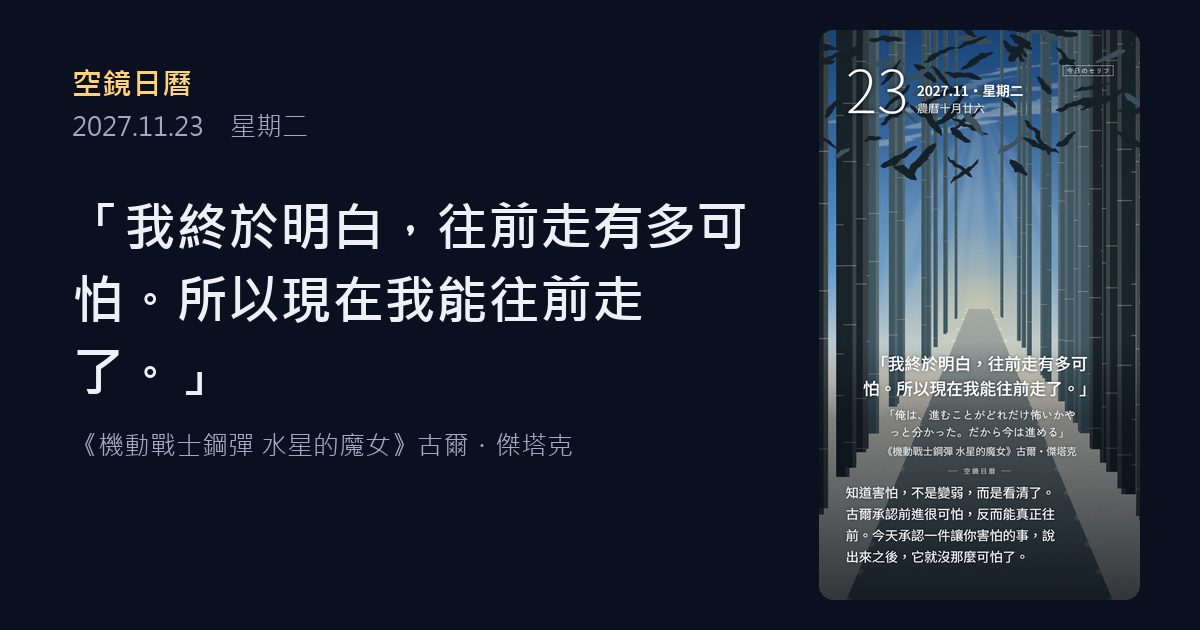 空鏡日曆
2027.11.23 星期二
「我終於明白，往前走有多可
怕。所以現在我能往前走
了。」
《機動戰士鋼彈 水星的魔女》古爾・傑塔克
23
2027.11・星期二
農曆十月廿六
今日のセリフ
「我終於明白，往前走有多可
怕。所以現在我能往前走了。」
「俺は、進むことがどれだけ怖いかや
っと分かった。だから今は進める」
《機動戰士鋼彈 水星的魔女》古爾・傑塔克
— 空鏡日曆 —
知道害怕，不是變弱，而是看清了。
古爾承認前進很可怕，反而能真正往
前。今天承認一件讓你害怕的事，說
出來之後，它就沒那麼可怕了。